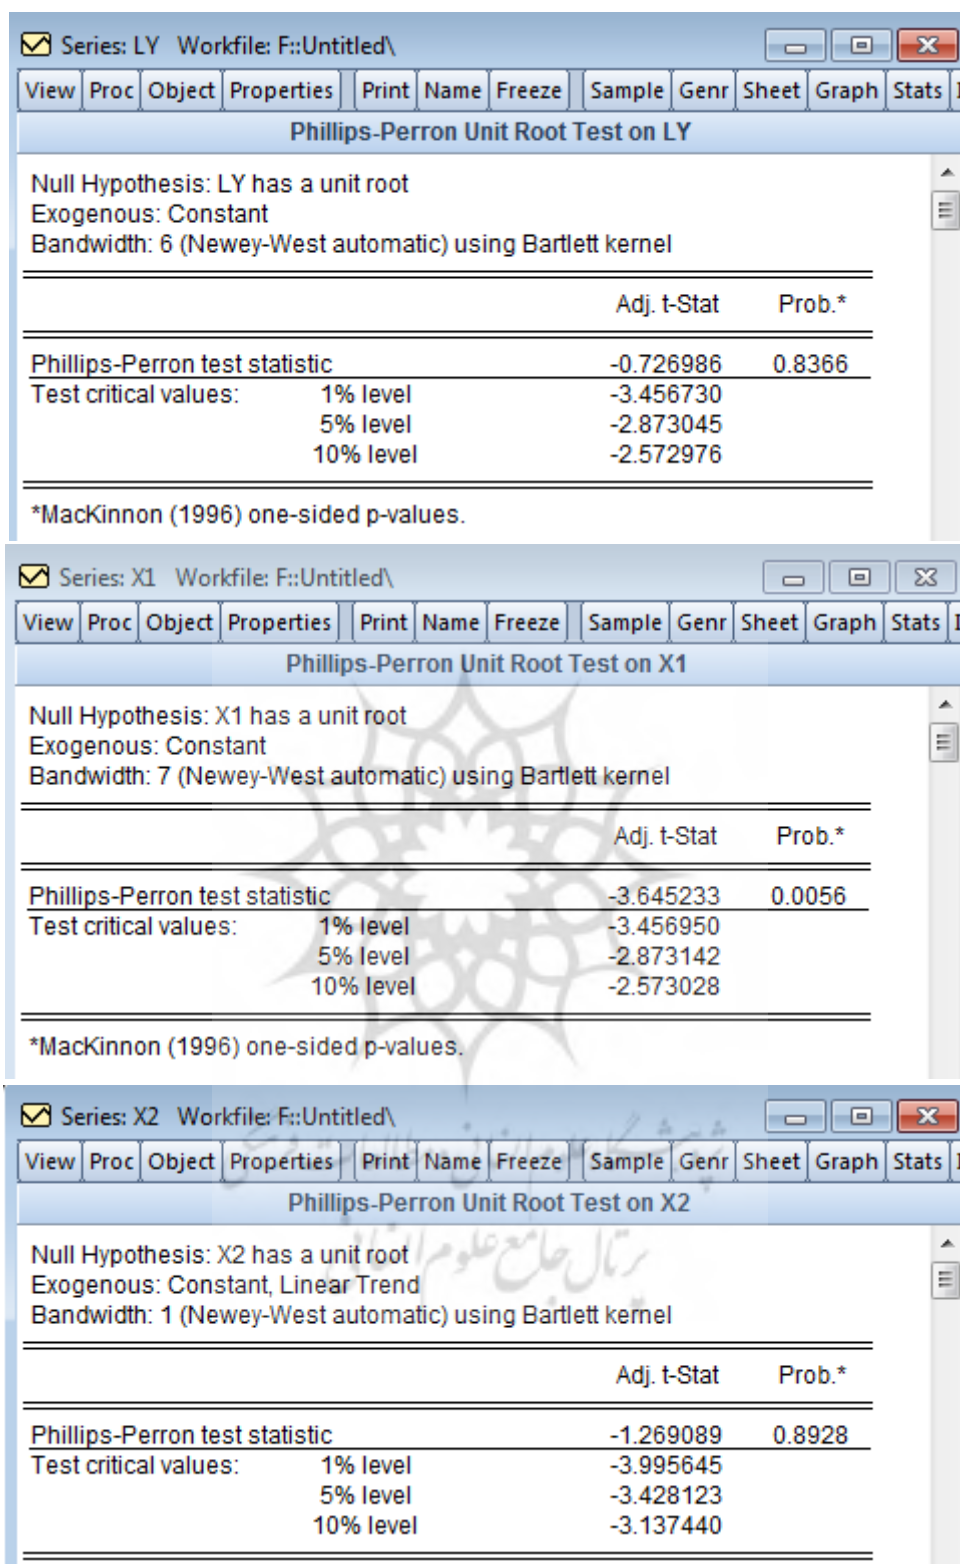 Series: LY Workfile: F::Untitled\
View Proc Object Properties Print Name Freeze Sample Genr Sheet Graph Stats
Phillips-Perron Unit Root Test on LY
Null Hypothesis: LY has a unit root
Exogenous: Constant
Bandwidth: 6 (Newey-West automatic) using Bartlett kernel
Adj. t-Stat Prob.*
Phillips-Perron test statistic -0.726986 0.8366
Test critical values: 1% level -3.456730
5% level -2.873045
10% level -2.572976
*MacKinnon (1996) one-sided p-values.
Series: X1 Workfile: F::Untitled\
View Proc Object Properties Print Name Freeze Sample Genr Sheet Graph Stats
Phillips-Perron Unit Root Test on X1
Null Hypothesis: X1 has a unit root
Exogenous: Constant
Bandwidth: 7 (Newey-West automatic) using Bartlett kernel
Adj. t-Stat Prob.*
Phillips-Perron test statistic -3.645233 0.0056
Test critical values: 1% level -3.456950
5% level -2.873142
10% level -2.573028
*MacKinnon (1996) one-sided p-values.
Series: X2 Workfile: F::Untitled\
پژوهشگاه علوم انسانی و مطالعات فرهنگی
View Proc Object Properties Print Name Freeze Sample Genr Sheet Graph Stats
Phillips-Perron Unit Root Test on X2
پرتال جامع علوم انسانی
Null Hypothesis: X2 has a unit root
Exogenous: Constant, Linear Trend
Bandwidth: 1 (Newey-West automatic) using Bartlett kernel
Adj. t-Stat Prob.*
Phillips-Perron test statistic -1.269089 0.8928
Test critical values: 1% level -3.995645
5% level -3.428123
10% level -3.137440